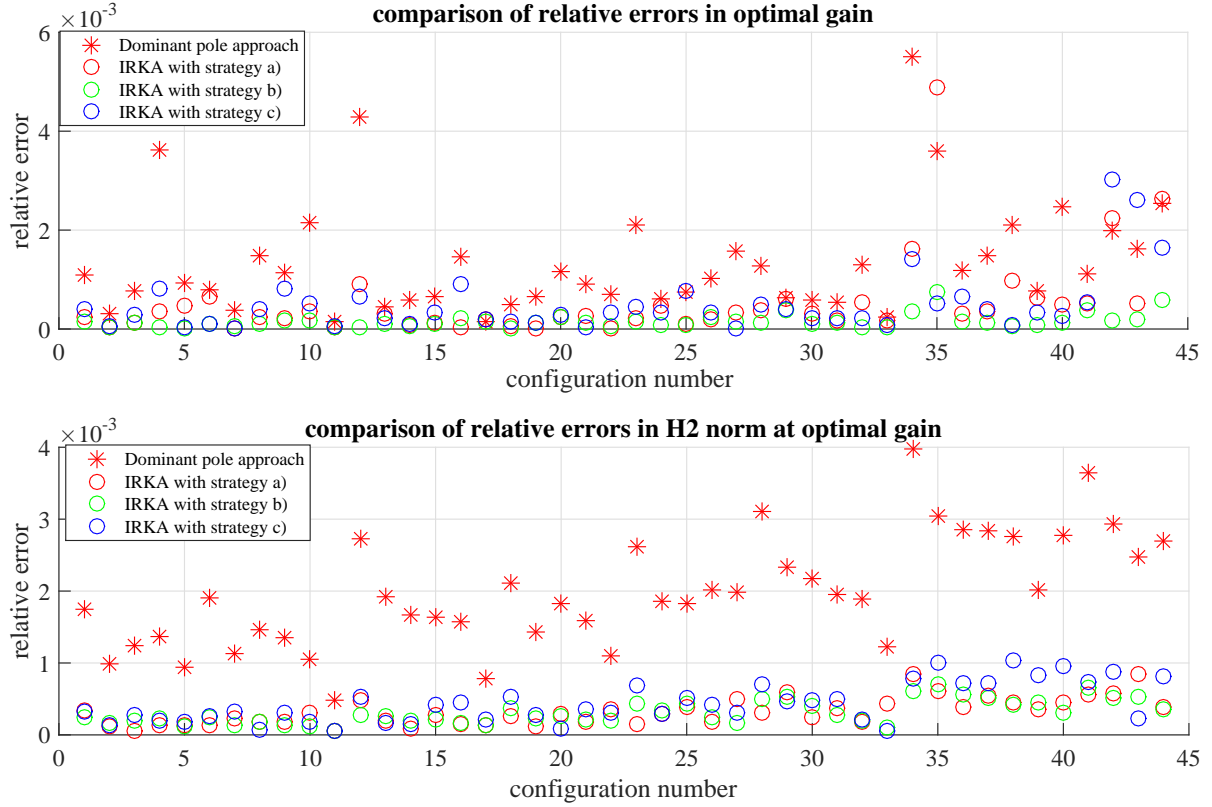 comparison of relative errors in optimal gain
×10⁻³
6
4
2
0
relative error
Dominant pole approach
IRKA with strategy a)
IRKA with strategy b)
IRKA with strategy c)
0 5 10 15 20 25 30 35 40 45
configuration number
comparison of relative errors in H2 norm at optimal gain
×10⁻³
4
3
2
1
0
relative error
Dominant pole approach
IRKA with strategy a)
IRKA with strategy b)
IRKA with strategy c)
0 5 10 15 20 25 30 35 40 45
configuration number